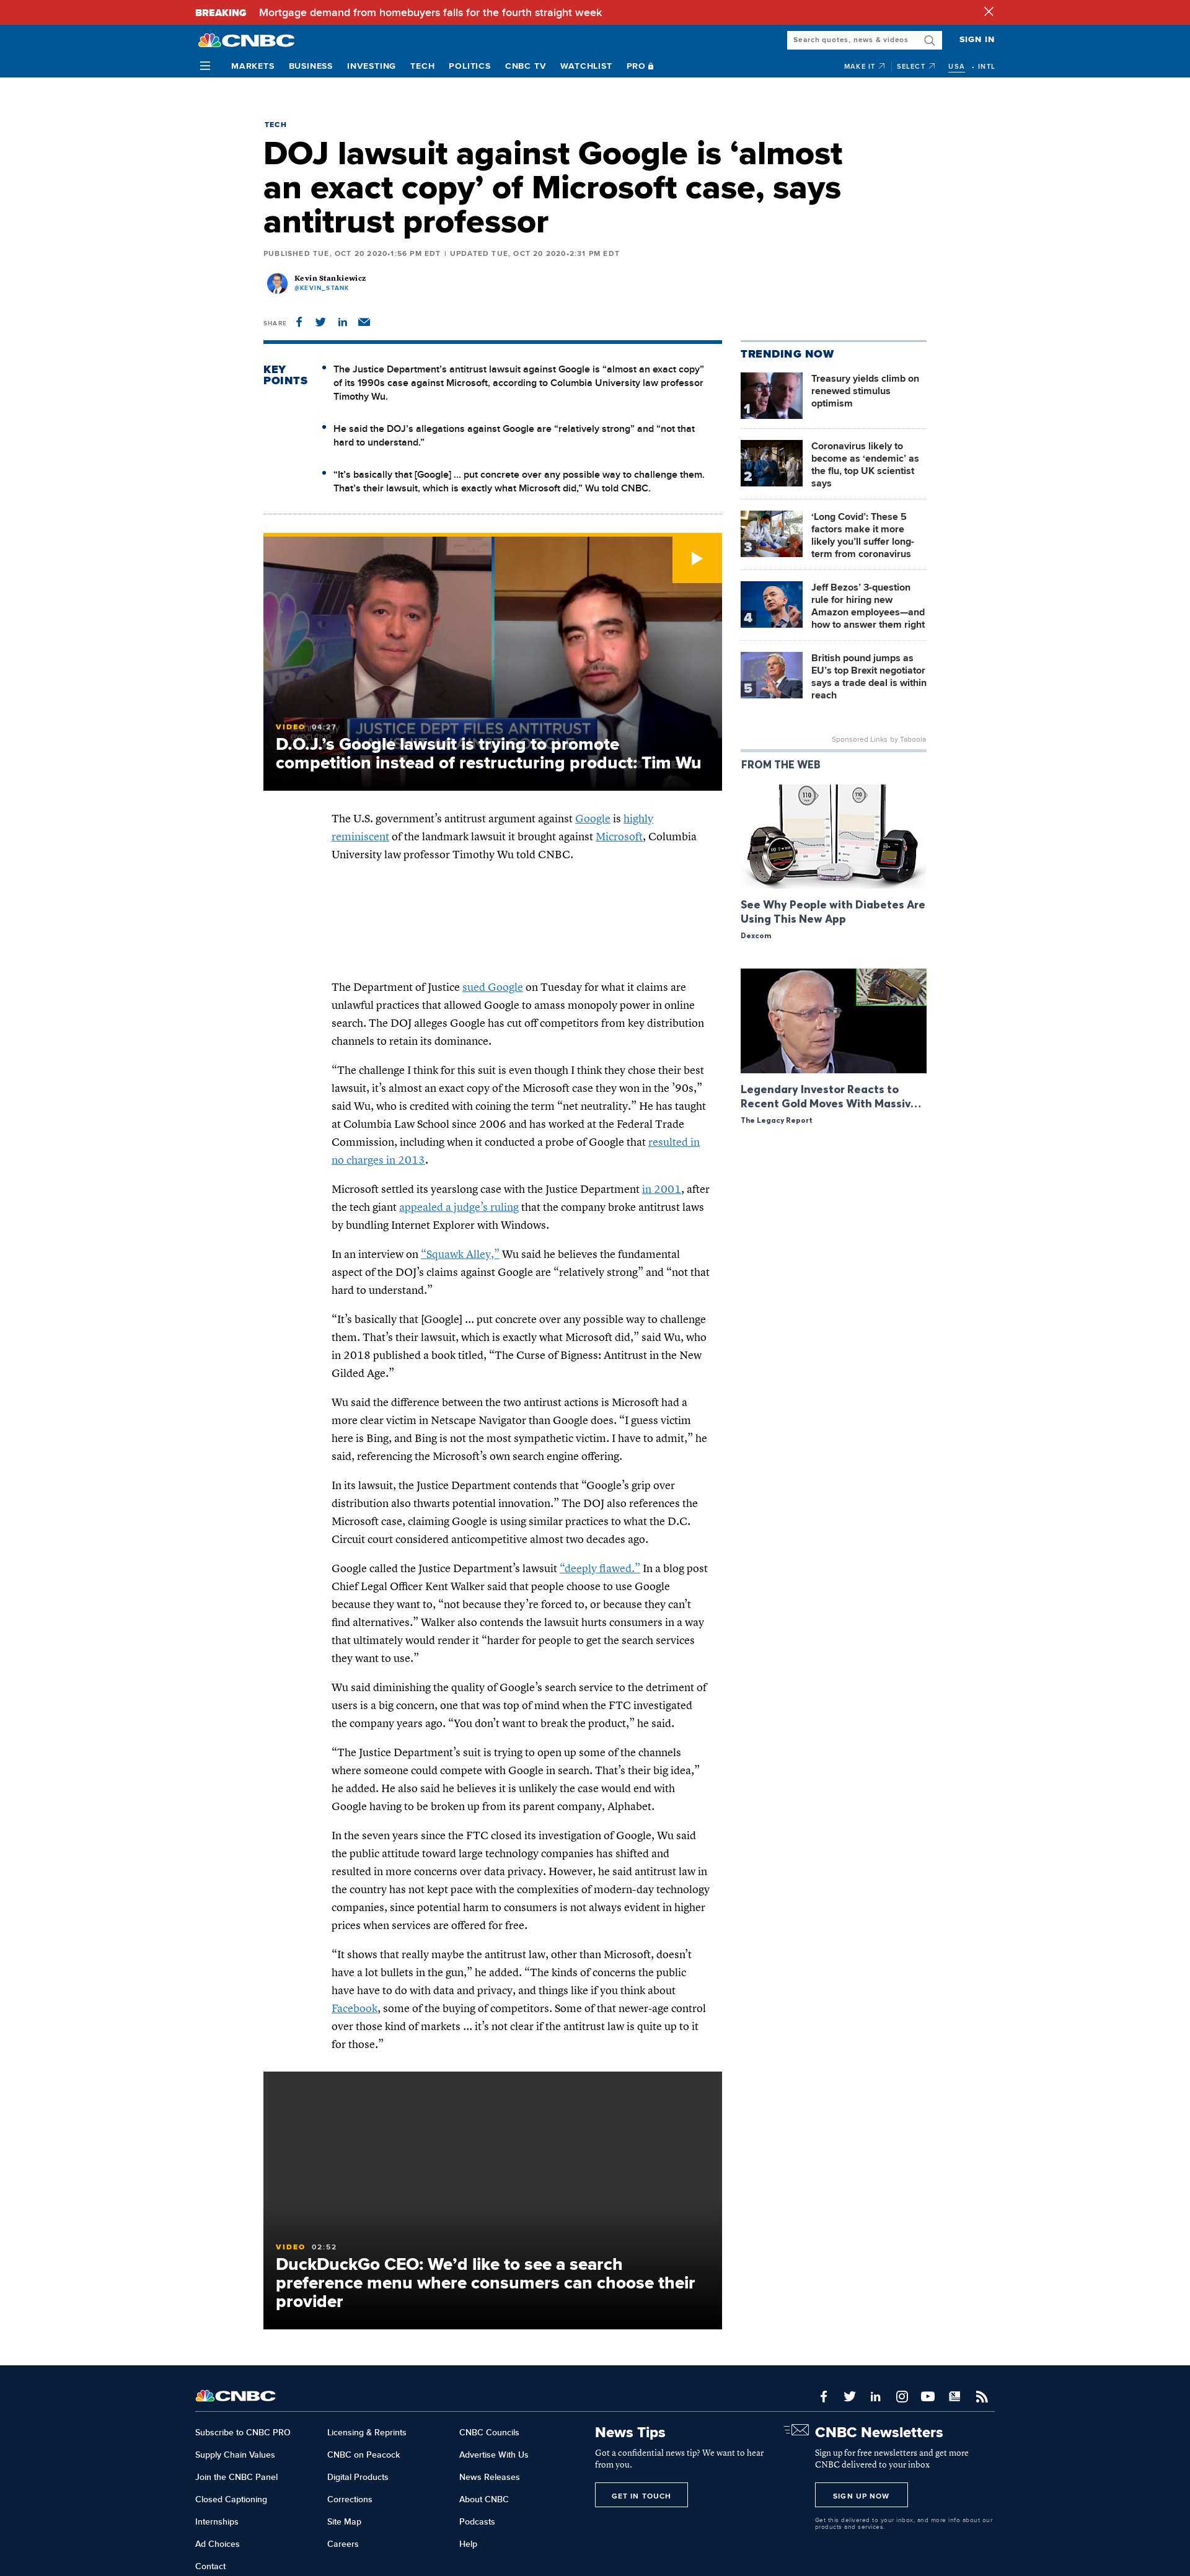 BREAKING Mortgage demand from homebuyers falls for the fourth straight week
CNBC
Search quotes, news & videos
SIGN IN
MARKETS BUSINESS INVESTING TECH POLITICS CNBC TV WATCHLIST PRO
MAKE IT SELECT USA - INTL
TECH
DOJ lawsuit against Google is ‘almost
an exact copy’ of Microsoft case, says
antitrust professor
PUBLISHED TUE, OCT 20 2020•1:56 PM EDT | UPDATED TUE, OCT 20 2020•2:31 PM EDT
Kevin Stankiewicz
@KEVIN_STANK
SHARE
KEY
POINTS
The Justice Department’s antitrust lawsuit against Google is “almost an exact copy”
of its 1990s case against Microsoft, according to Columbia University law professor
Timothy Wu.
He said the DOJ’s allegations against Google are “relatively strong” and “not that
hard to understand.”
“It’s basically that [Google] ... put concrete over any possible way to challenge them.
That’s their lawsuit, which is exactly what Microsoft did,” Wu told CNBC.
JUSTICE DEPT FILES ANTITRUST
VIDEO 04:27
D.O.J.’s Google lawsuit is trying to promote
competition instead of restructuring product: Tim Wu
The U.S. government’s antitrust argument against Google is highly
reminiscent of the landmark lawsuit it brought against Microsoft, Columbia
University law professor Timothy Wu told CNBC.
The Department of Justice sued Google on Tuesday for what it claims are
unlawful practices that allowed Google to amass monopoly power in online
search. The DOJ alleges Google has cut off competitors from key distribution
channels to retain its dominance.
“The challenge I think for this suit is even though I think they chose their best
lawsuit, it’s almost an exact copy of the Microsoft case they won in the ’90s,”
said Wu, who is credited with coining the term “net neutrality.” He has taught
at Columbia Law School since 2006 and has worked at the Federal Trade
Commission, including when it conducted a probe of Google that resulted in
no charges in 2013.
Microsoft settled its yearslong case with the Justice Department in 2001, after
the tech giant appealed a judge’s ruling that the company broke antitrust laws
by bundling Internet Explorer with Windows.
In an interview on “Squawk Alley,” Wu said he believes the fundamental
aspect of the DOJ’s claims against Google are “relatively strong” and “not that
hard to understand.”
“It’s basically that [Google] ... put concrete over any possible way to challenge
them. That’s their lawsuit, which is exactly what Microsoft did,” said Wu, who
in 2018 published a book titled, “The Curse of Bigness: Antitrust in the New
Gilded Age.”
Wu said the difference between the two antirust actions is Microsoft had a
more clear victim in Netscape Navigator than Google does. “I guess victim
here is Bing, and Bing is not the most sympathetic victim. I have to admit,” he
said, referencing the Microsoft’s own search engine offering.
In its lawsuit, the Justice Department contends that “Google’s grip over
distribution also thwarts potential innovation.” The DOJ also references the
Microsoft case, claiming Google is using similar practices to what the D.C.
Circuit court considered anticompetitive almost two decades ago.
Google called the Justice Department’s lawsuit “deeply flawed.” In a blog post
Chief Legal Officer Kent Walker said that people choose to use Google
because they want to, “not because they’re forced to, or because they can’t
find alternatives.” Walker also contends the lawsuit hurts consumers in a way
that ultimately would render it “harder for people to get the search services
they want to use.”
Wu said diminishing the quality of Google’s search service to the detriment of
users is a big concern, one that was top of mind when the FTC investigated
the company years ago. “You don’t want to break the product,” he said.
“The Justice Department’s suit is trying to open up some of the channels
where someone could compete with Google in search. That’s their big idea,”
he added. He also said he believes it is unlikely the case would end with
Google having to be broken up from its parent company, Alphabet.
In the seven years since the FTC closed its investigation of Google, Wu said
the public attitude toward large technology companies has shifted and
resulted in more concerns over data privacy. However, he said antitrust law in
the country has not kept pace with the complexities of modern-day technology
companies, since potential harm to consumers is not always evident in higher
prices when services are offered for free.
“It shows that really maybe the antitrust law, other than Microsoft, doesn’t
have a lot bullets in the gun,” he added. “The kinds of concerns the public
have have to do with data and privacy, and things like if you think about
Facebook, some of the buying of competitors. Some of that newer-age control
over those kind of markets ... it’s not clear if the antitrust law is quite up to it
for those.”
VIDEO 02:52
DuckDuckGo CEO: We’d like to see a search
preference menu where consumers can choose their
provider
TRENDING NOW
1
Treasury yields climb on
renewed stimulus
optimism
2
Coronavirus likely to
become as ‘endemic’ as
the flu, top UK scientist
says
3
‘Long Covid’: These 5
factors make it more
likely you’ll suffer long-
term from coronavirus
4
Jeff Bezos’ 3-question
rule for hiring new
Amazon employees—and
how to answer them right
5
British pound jumps as
EU’s top Brexit negotiator
says a trade deal is within
reach
Sponsored Links by Taboola
FROM THE WEB
110
110
See Why People with Diabetes Are
Using This New App
Dexcom
Legendary Investor Reacts to
Recent Gold Moves With Massiv...
The Legacy Report
CNBC
Subscribe to CNBC PRO
Supply Chain Values
Join the CNBC Panel
Closed Captioning
Internships
Ad Choices
Contact
Licensing & Reprints
CNBC on Peacock
Digital Products
Corrections
Site Map
Careers
CNBC Councils
Advertise With Us
News Releases
About CNBC
Podcasts
Help
News Tips
Got a confidential news tip? We want to hear
from you.
GET IN TOUCH
CNBC Newsletters
Sign up for free newsletters and get more
CNBC delivered to your inbox
SIGN UP NOW
Get this delivered to your inbox, and more info about our
products and services.